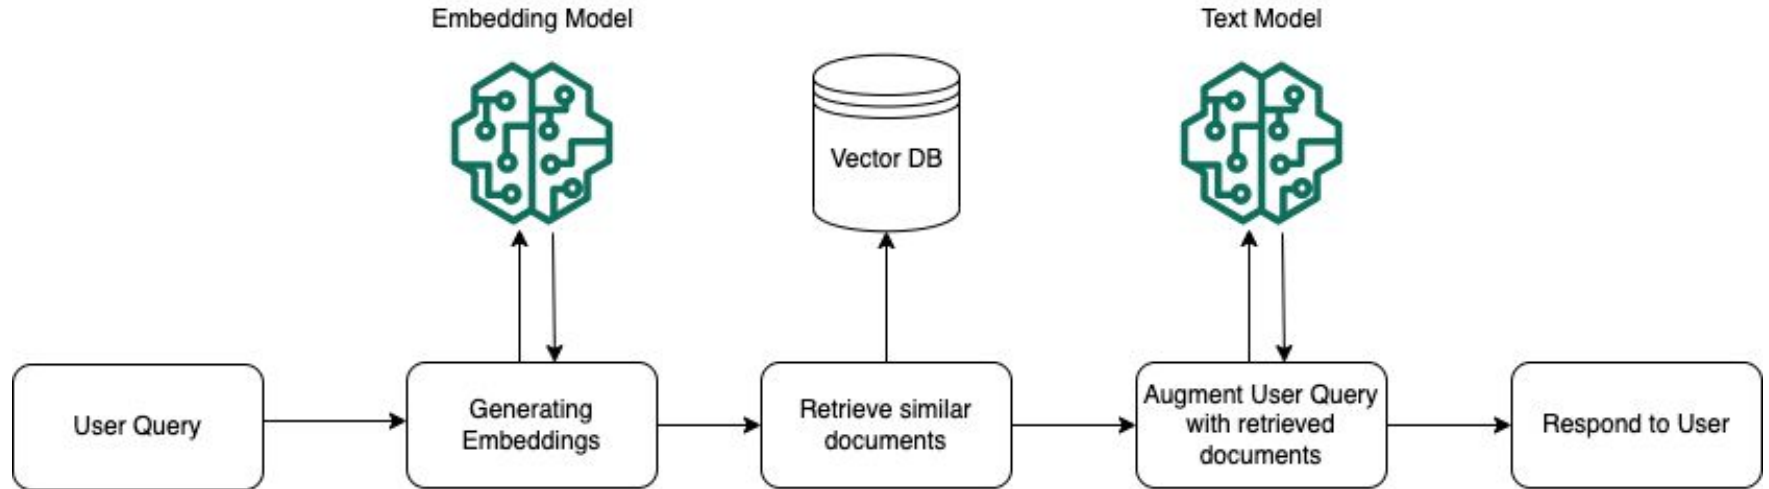 Embedding Model
Text Model
Vector DB
User Query
Generating
Embeddings
Retrieve similar
documents
Augment User Query
with retrieved
documents
Respond to User